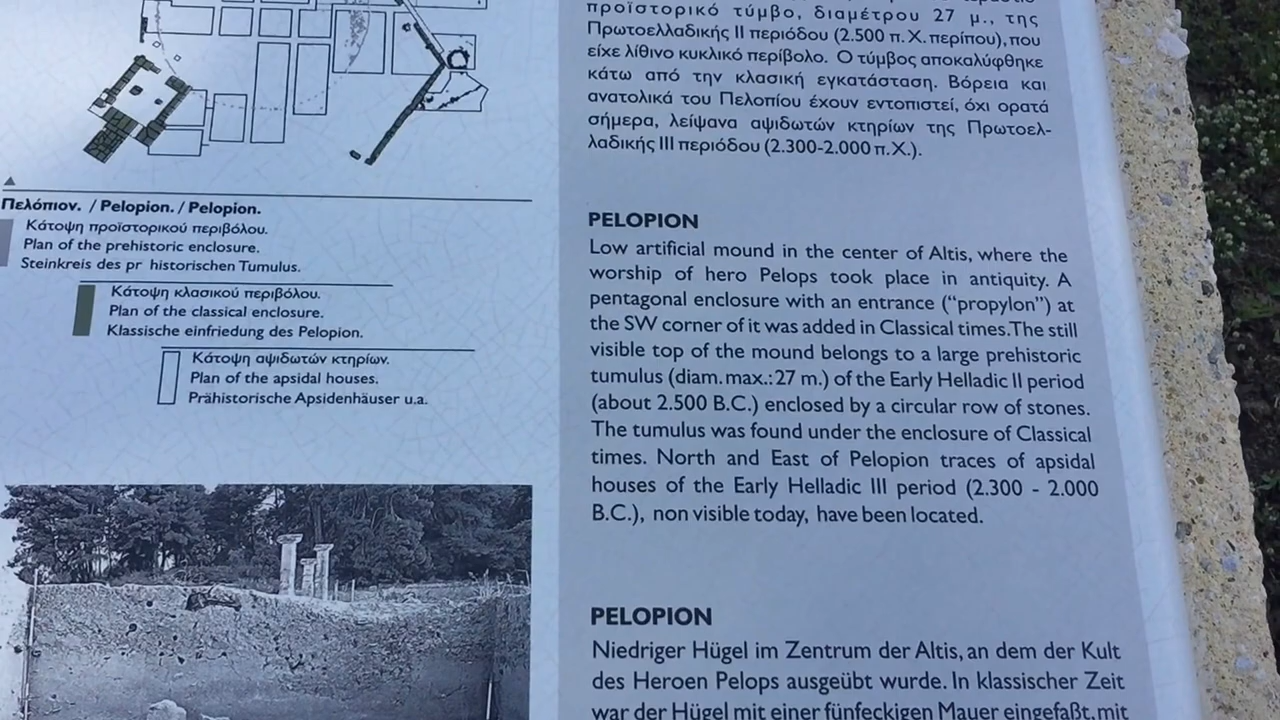 Πελόπιον. / Pelopion. / Pelopion.
Κάτοψη προϊστορικού περιβόλου.
Plan of the prehistoric enclosure.
Steinkreis des pr historischen Tumulus.
Κάτοψη κλασικού περιβόλου.
Plan of the classical enclosure.
Klassische einfriedung des Pelopion.
Κάτοψη αψιδωτών κτηρίων.
Plan of the apsidal houses.
Prähistorische Apsidenhäuser u.a.
προϊστορικό τύμβο, διαμέτρου 27 μ., της
Πρωτοελλαδικής ΙΙ περιόδου (2.500 π.Χ. περίπου), που
είχε λίθινο κυκλικό περίβολο. Ο τύμβος αποκαλύφθηκε
κάτω από την κλασική εγκατάσταση. Βόρεια και
ανατολικά του Πελοπίου έχουν εντοπιστεί, όχι ορατά
σήμερα, λείψανα αψιδωτών κτηρίων της Πρωτοελ-
λαδικής ΙΙΙ περιόδου (2.300-2.000 π.Χ.).
PELOPION
Low artificial mound in the center of Altis, where the
worship of hero Pelops took place in antiquity. A
pentagonal enclosure with an entrance (“propylon”) at
the SW corner of it was added in Classical times. The still
visible top of the mound belongs to a large prehistoric
tumulus (diam. max.: 27 m.) of the Early Helladic II period
(about 2.500 B.C.) enclosed by a circular row of stones.
The tumulus was found under the enclosure of Classical
times. North and East of Pelopion traces of apsidal
houses of the Early Helladic III period (2.300 - 2.000
B.C.), non visible today, have been located.
PELOPION
Niedriger Hügel im Zentrum der Altis, an dem der Kult
des Heroen Pelops ausgeübt wurde. In klassischer Zeit
war der Hügel mit einer fünfeckigen Mauer eingefaßt, mit